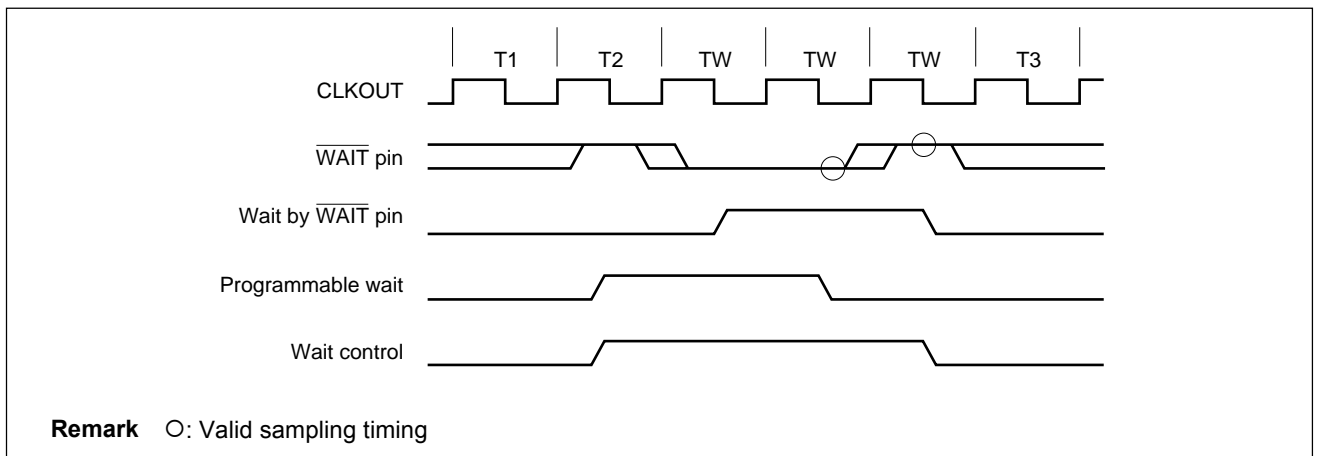 T1 T2 TW TW TW T3
CLKOUT
WAIT pin
Wait by WAIT pin
Programmable wait
Wait control
Remark O: Valid sampling timing